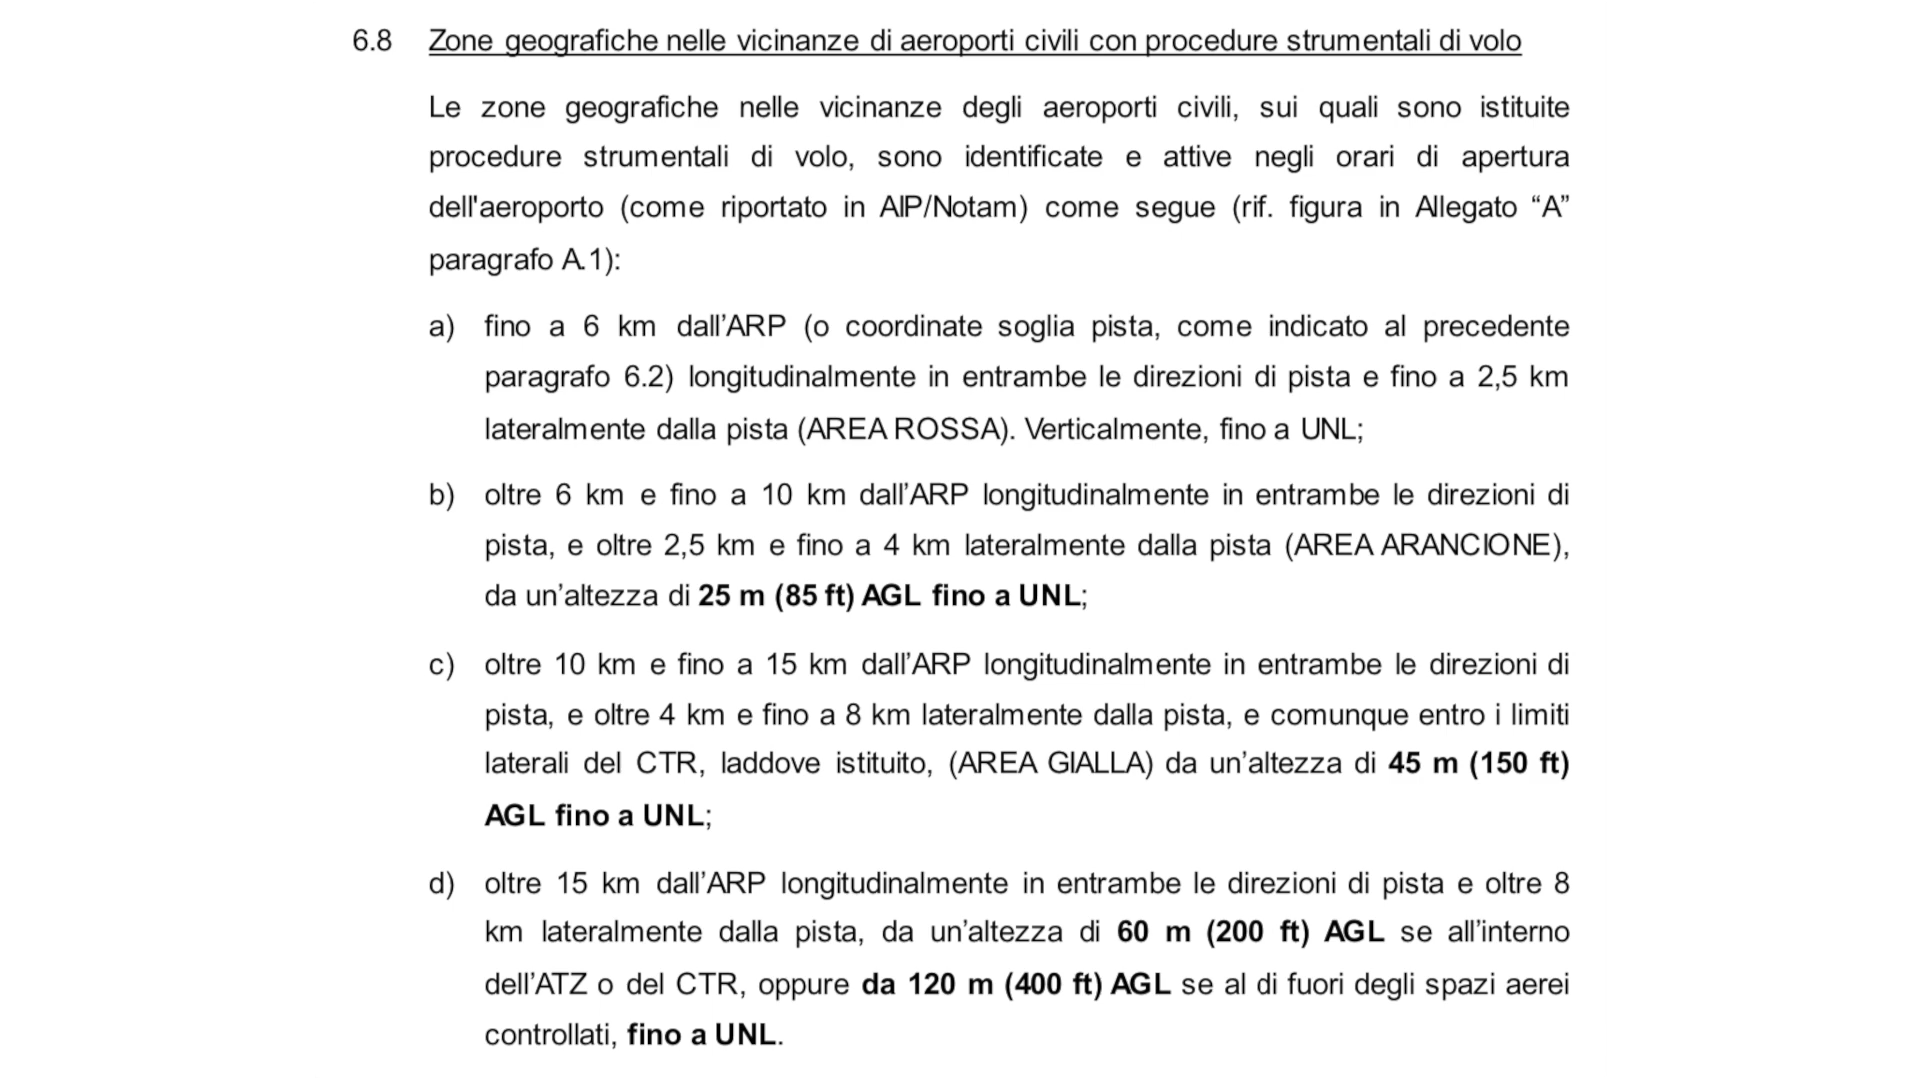 6.8 Zone geografiche nelle vicinanze di aeroporti civili con procedure strumentali di volo
Le zone geografiche nelle vicinanze degli aeroporti civili, sui quali sono istituite
procedure strumentali di volo, sono identificate e attive negli orari di apertura
dell'aeroporto (come riportato in AIP/Notam) come segue (rif. figura in Allegato “A”
paragrafo A.1):
a) fino a 6 km dall’ARP (o coordinate soglia pista, come indicato al precedente
paragrafo 6.2) longitudinalmente in entrambe le direzioni di pista e fino a 2,5 km
lateralmente dalla pista (AREA ROSSA). Verticalmente, fino a UNL;
b) oltre 6 km e fino a 10 km dall’ARP longitudinalmente in entrambe le direzioni di
pista, e oltre 2,5 km e fino a 4 km lateralmente dalla pista (AREA ARANCIONE),
da un’altezza di 25 m (85 ft) AGL fino a UNL;
c) oltre 10 km e fino a 15 km dall’ARP longitudinalmente in entrambe le direzioni di
pista, e oltre 4 km e fino a 8 km lateralmente dalla pista, e comunque entro i limiti
laterali del CTR, laddove istituito, (AREA GIALLA) da un’altezza di 45 m (150 ft)
AGL fino a UNL;
d) oltre 15 km dall’ARP longitudinalmente in entrambe le direzioni di pista e oltre 8
km lateralmente dalla pista, da un’altezza di 60 m (200 ft) AGL se all’interno
dell’ATZ o del CTR, oppure da 120 m (400 ft) AGL se al di fuori degli spazi aerei
controllati, fino a UNL.